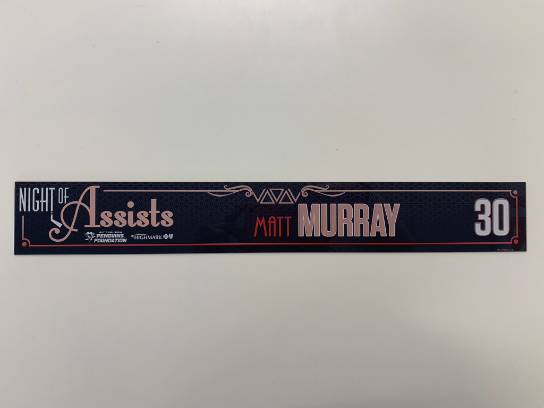 NIGHT OF
Assists
PENGUINS
FOUNDATION
HIGHMARK
MATT MURRAY
30